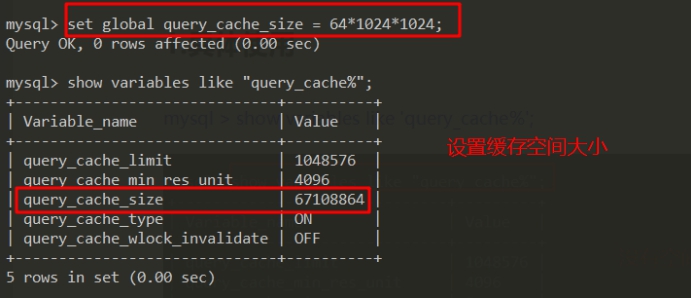 mysql> set global query_cache_size = 64*1024*1024;
Query OK, 0 rows affected (0.00 sec)
mysql> show variables like "query_cache%";
+------------------------------+----------+
| Variable_name                | Value    |
+------------------------------+----------+
| query_cache_limit            | 1048576  |
| query_cache_min_res_unit     | 4096     |
| query_cache_size             | 67108864 |
| query_cache_type             | ON       |
| query_cache_wlock_invalidate | OFF      |
+------------------------------+----------+
5 rows in set (0.00 sec)
设置缓存空间大小